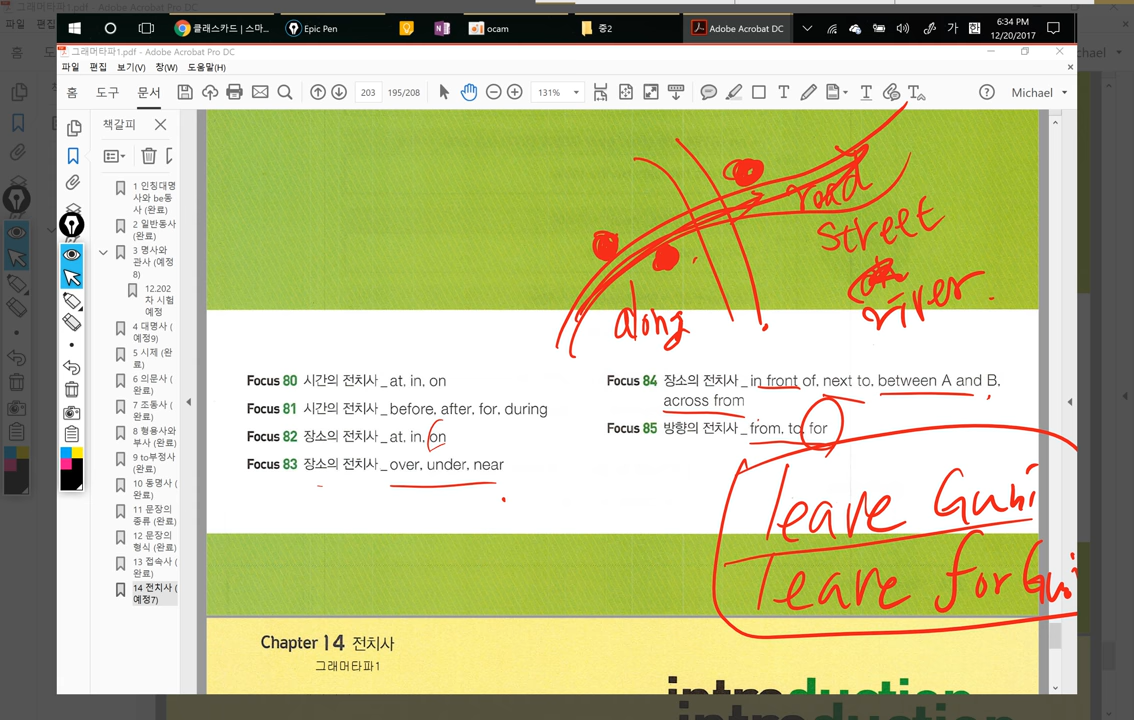 클래스카드 | 스마...
Epic Pen
ocam
중2
Adobe Acrobat Pro DC
가
한
6:34 PM
12/20/2017
그래머타파1.pdf - Adobe Acrobat Pro DC
파일 편집 보기(V) 창(W) 도움말(H)
홈 도구 문서
203
195/208
131%
Michael
책갈피
1 인칭대명
사와 be동
사 (완료)
2 일반동사
(완료)
3 명사와
관사 (예정
8)
12.202
차 시험
예정
4 대명사 (
예정9)
5 시제 (완
료)
6 의문사 (
완료)
7 조동사 (
완료)
8 형용사와
부사 (완료)
9 to부정사
(완료)
10 동명사 (
완료)
11 문장의
종류 (완료)
12 문장의
형식 (완료)
13 접속사 (
완료)
14 전치사 (
예정7)
road
street
river.
along
Focus 80 시간의 전치사 _ at. in. on
Focus 81 시간의 전치사 _ before. after. for. during
Focus 82 장소의 전치사 _ at. in. on
Focus 83 장소의 전치사 _ over. under. near
Focus 84 장소의 전치사 _ in front of. next to. between A and B.
across from
Focus 85 방향의 전치사 _ from. to. for
leave Gumi
leave for Gumi
Chapter 14 전치사
그래머타파1
introduction